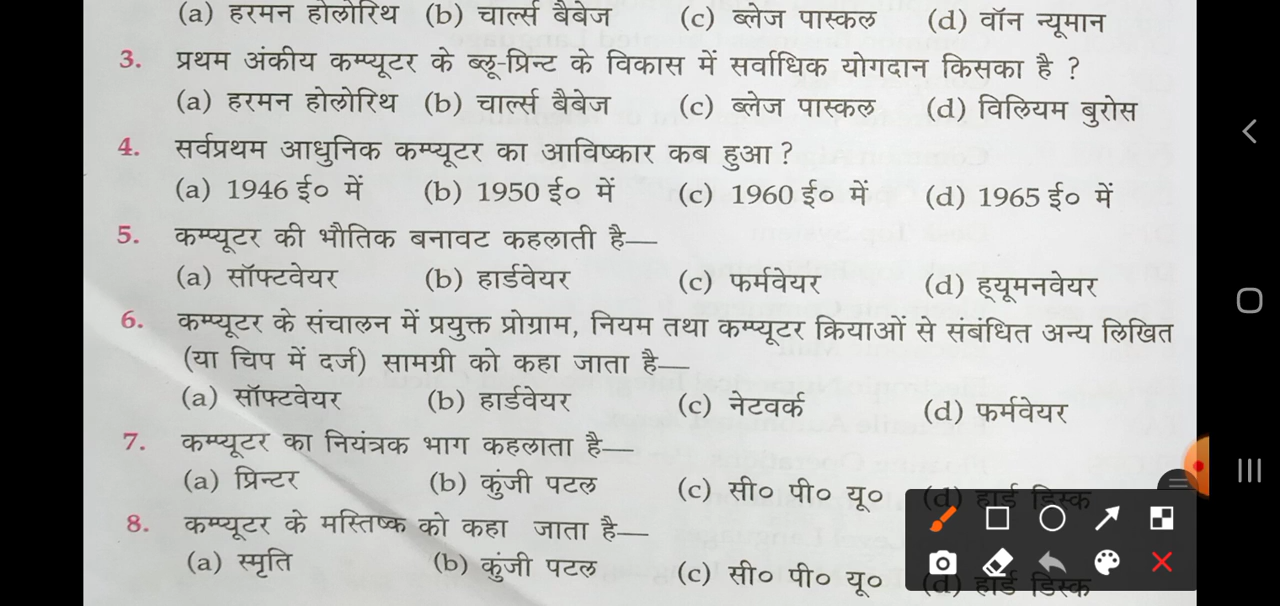 (a) हरमन होलोरिथ (b) चार्ल्स बैबेज (c) ब्लेज पास्कल (d) वॉन न्यूमान
3. प्रथम अंकीय कम्प्यूटर के ब्लू-प्रिन्ट के विकास में सर्वाधिक योगदान किसका है ?
(a) हरमन होलोरिथ (b) चार्ल्स बैबेज (c) ब्लेज पास्कल (d) विलियम बुरोस
4. सर्वप्रथम आधुनिक कम्प्यूटर का आविष्कार कब हुआ ?
(a) 1946 ई० में (b) 1950 ई० में (c) 1960 ई० में (d) 1965 ई० में
5. कम्प्यूटर की भौतिक बनावट कहलाती है—
(a) सॉफ्टवेयर (b) हार्डवेयर (c) फर्मवेयर (d) ह्यूमनवेयर
6. कम्प्यूटर के संचालन में प्रयुक्त प्रोग्राम, नियम तथा कम्प्यूटर क्रियाओं से संबंधित अन्य लिखित
(या चिप में दर्ज) सामग्री को कहा जाता है—
(a) सॉफ्टवेयर (b) हार्डवेयर (c) नेटवर्क (d) फर्मवेयर
7. कम्प्यूटर का नियंत्रक भाग कहलाता है—
(a) प्रिन्टर (b) कुंजी पटल (c) सी० पी० यू० (d) हार्ड डिस्क
8. कम्प्यूटर के मस्तिष्क को कहा जाता है—
(a) स्मृति (b) कुंजी पटल (c) सी० पी० यू० (d) हार्ड डिस्क